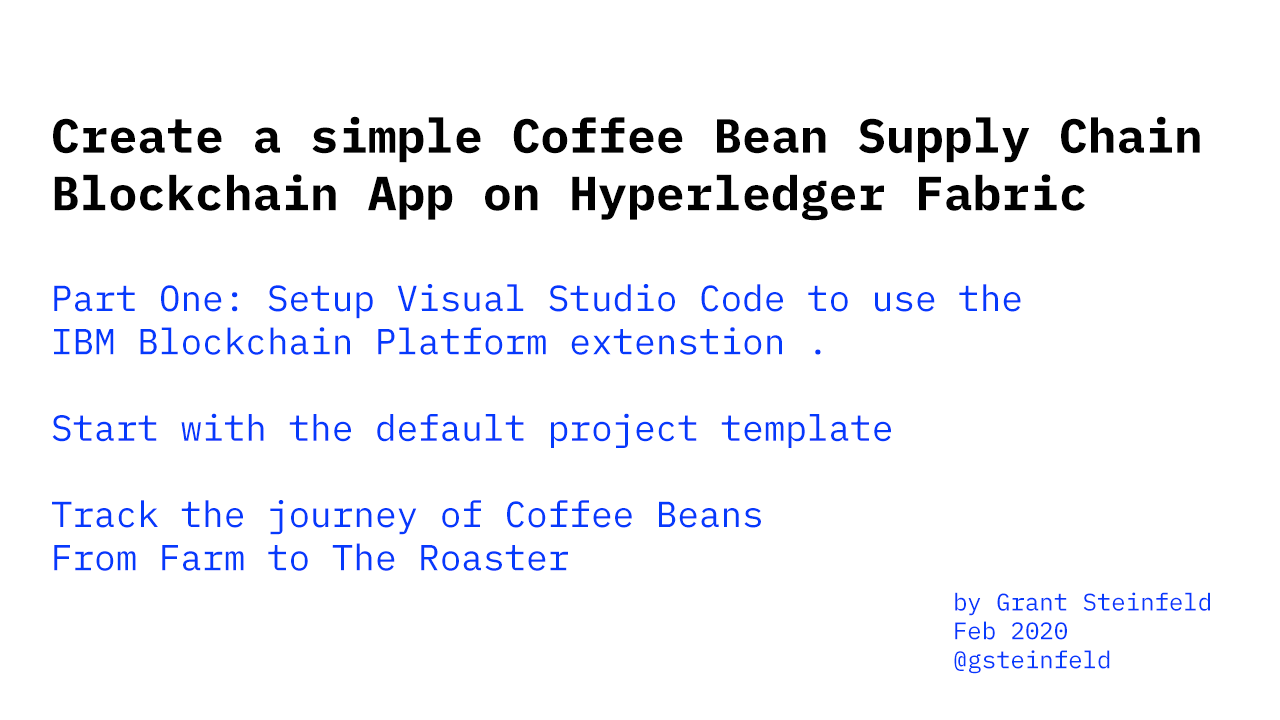 Create a simple Coffee Bean Supply Chain
Blockchain App on Hyperledger Fabric
Part One: Setup Visual Studio Code to use the
IBM Blockchain Platform extenstion .
Start with the default project template
Track the journey of Coffee Beans
From Farm to The Roaster
by Grant Steinfeld
Feb 2020
@gsteinfeld